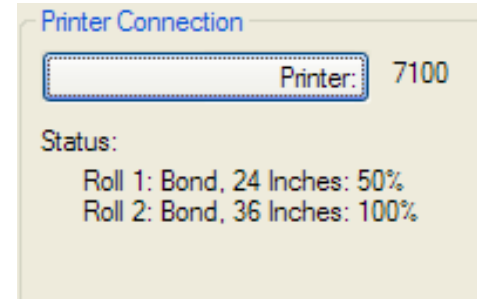 Printer Connection
Printer: 7100
Status:
Roll 1: Bond, 24 Inches: 50%
Roll 2: Bond, 36 Inches: 100%